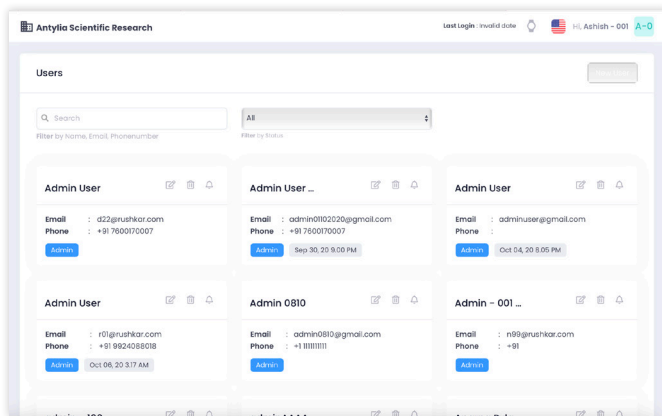 Antylia Scientific Research
Last Login : Invalid date
Hi, Ashish - 001
A-0
Users
Search
Filter by Name, Email, Phonenumber
All
Filter by Status
Admin User
Email : d22@rushkar.com
Phone : +91 7600170007
Admin
Admin User ...
Email : admin01102020@gmail.com
Phone : +91 7600170007
Admin
Sep 30, 20 9.00 PM
Admin User
Email : adminuser@gmail.com
Phone :
Admin
Oct 04, 20 8.05 PM
Admin User
Email : r01@rushkar.com
Phone : +91 9924088018
Admin
Oct 06, 20 3.17 AM
Admin 0810
Email : admin0810@gmail.com
Phone : +1 1111111111
Admin
Admin - 001 ...
Email : n99@rushkar.com
Phone : +91
Admin